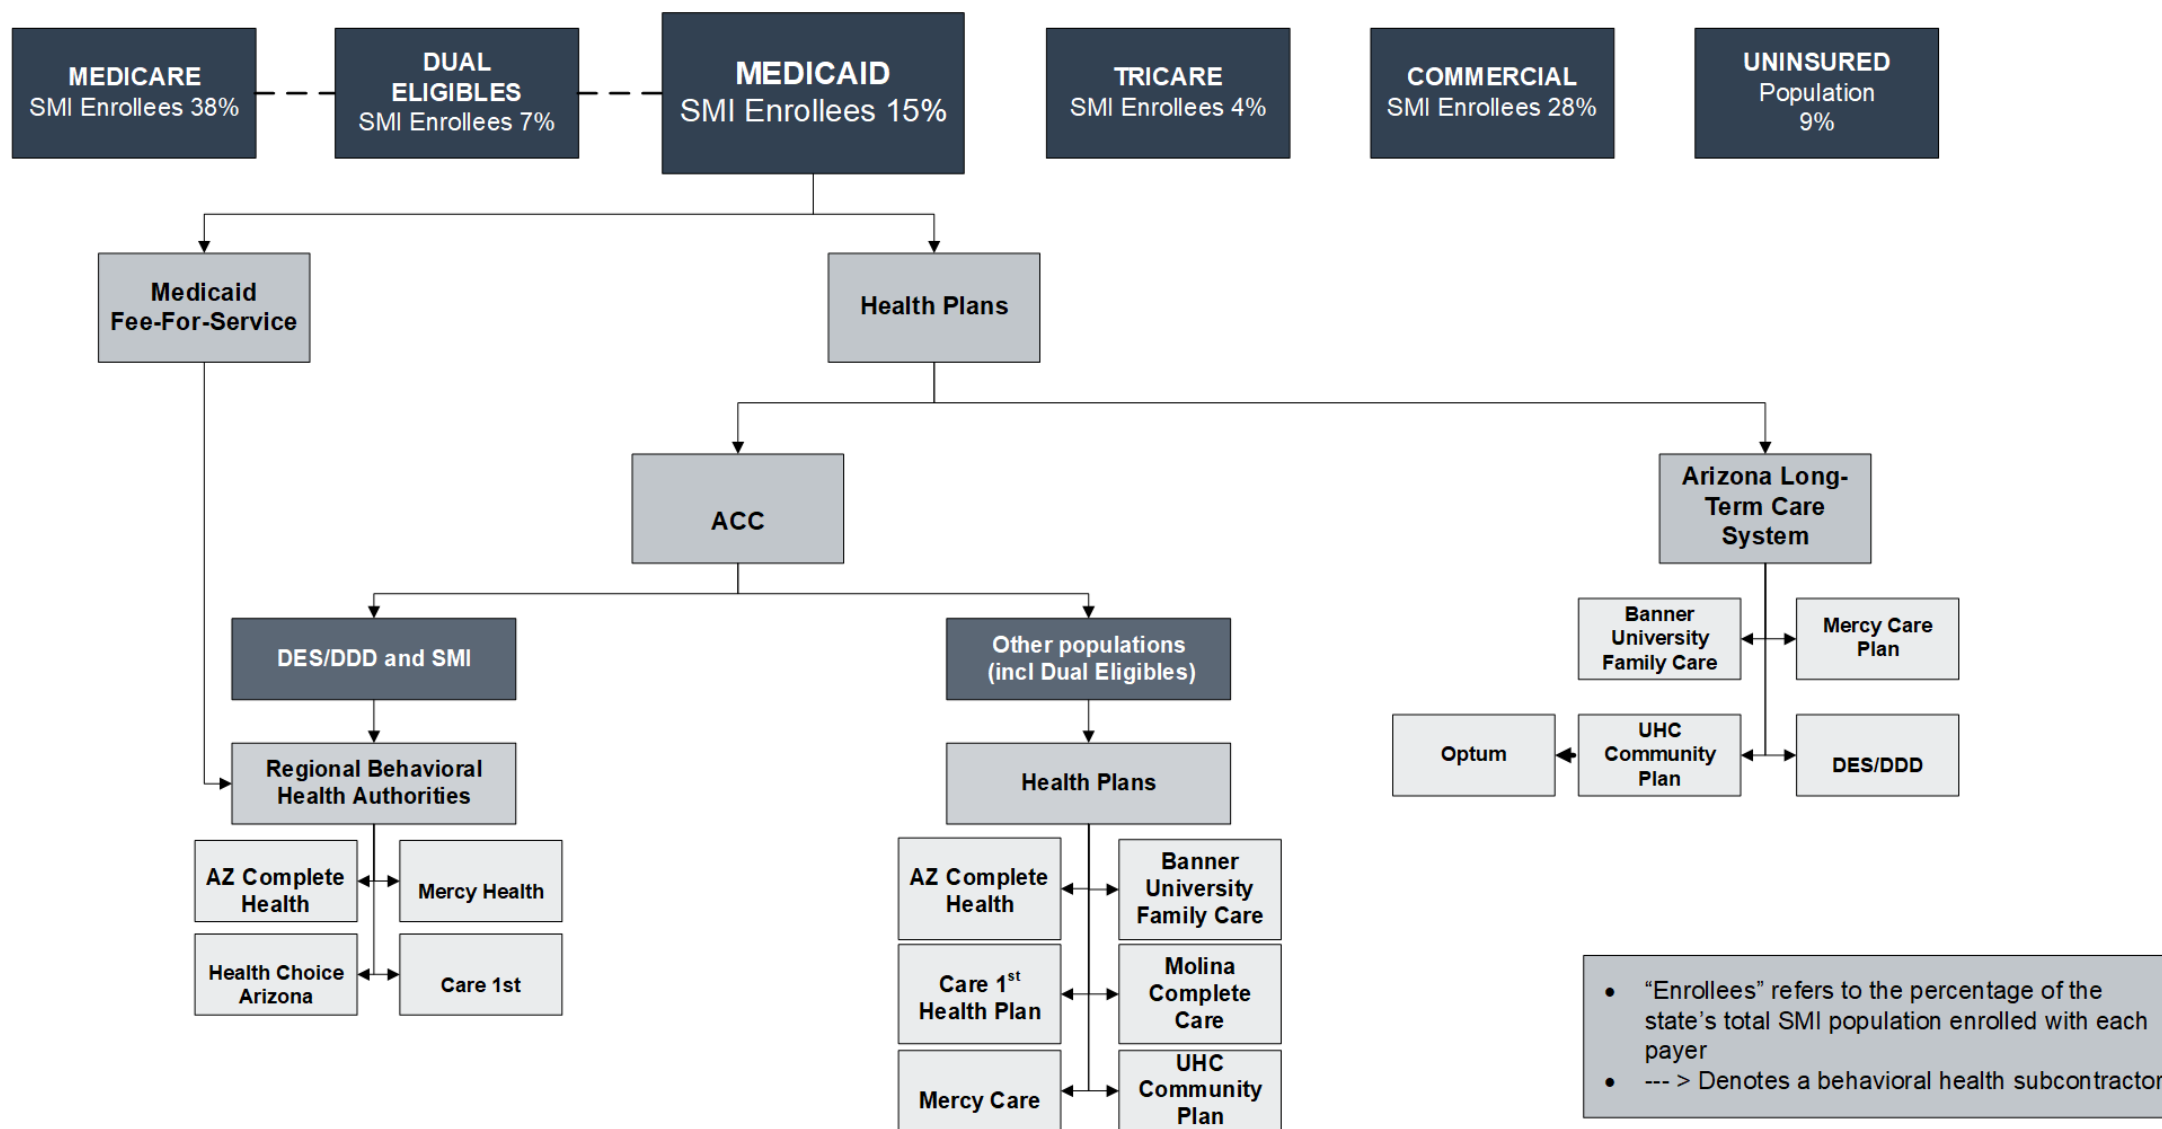 MEDICARE
SMI Enrollees 38%
DUAL
ELIGIBLES
SMI Enrollees 7%
MEDICAID
SMI Enrollees 15%
TRICARE
SMI Enrollees 4%
COMMERCIAL
SMI Enrollees 28%
UNINSURED
Population
9%
Medicaid
Fee-For-Service
Health Plans
ACC
Arizona Long-
Term Care
System
DES/DDD and SMI
Other populations
(incl Dual Eligibles)
Banner
University
Family Care
Mercy Care
Plan
Optum
UHC
Community
Plan
DES/DDD
Regional Behavioral
Health Authorities
Health Plans
AZ Complete
Health
Mercy Health
Health Choice
Arizona
Care 1st
AZ Complete
Health
Banner
University
Family Care
Care 1st
Health Plan
Molina
Complete
Care
Mercy Care
UHC
Community
Plan
• “Enrollees” refers to the percentage of the
state’s total SMI population enrolled with each
payer
• --- > Denotes a behavioral health subcontractor